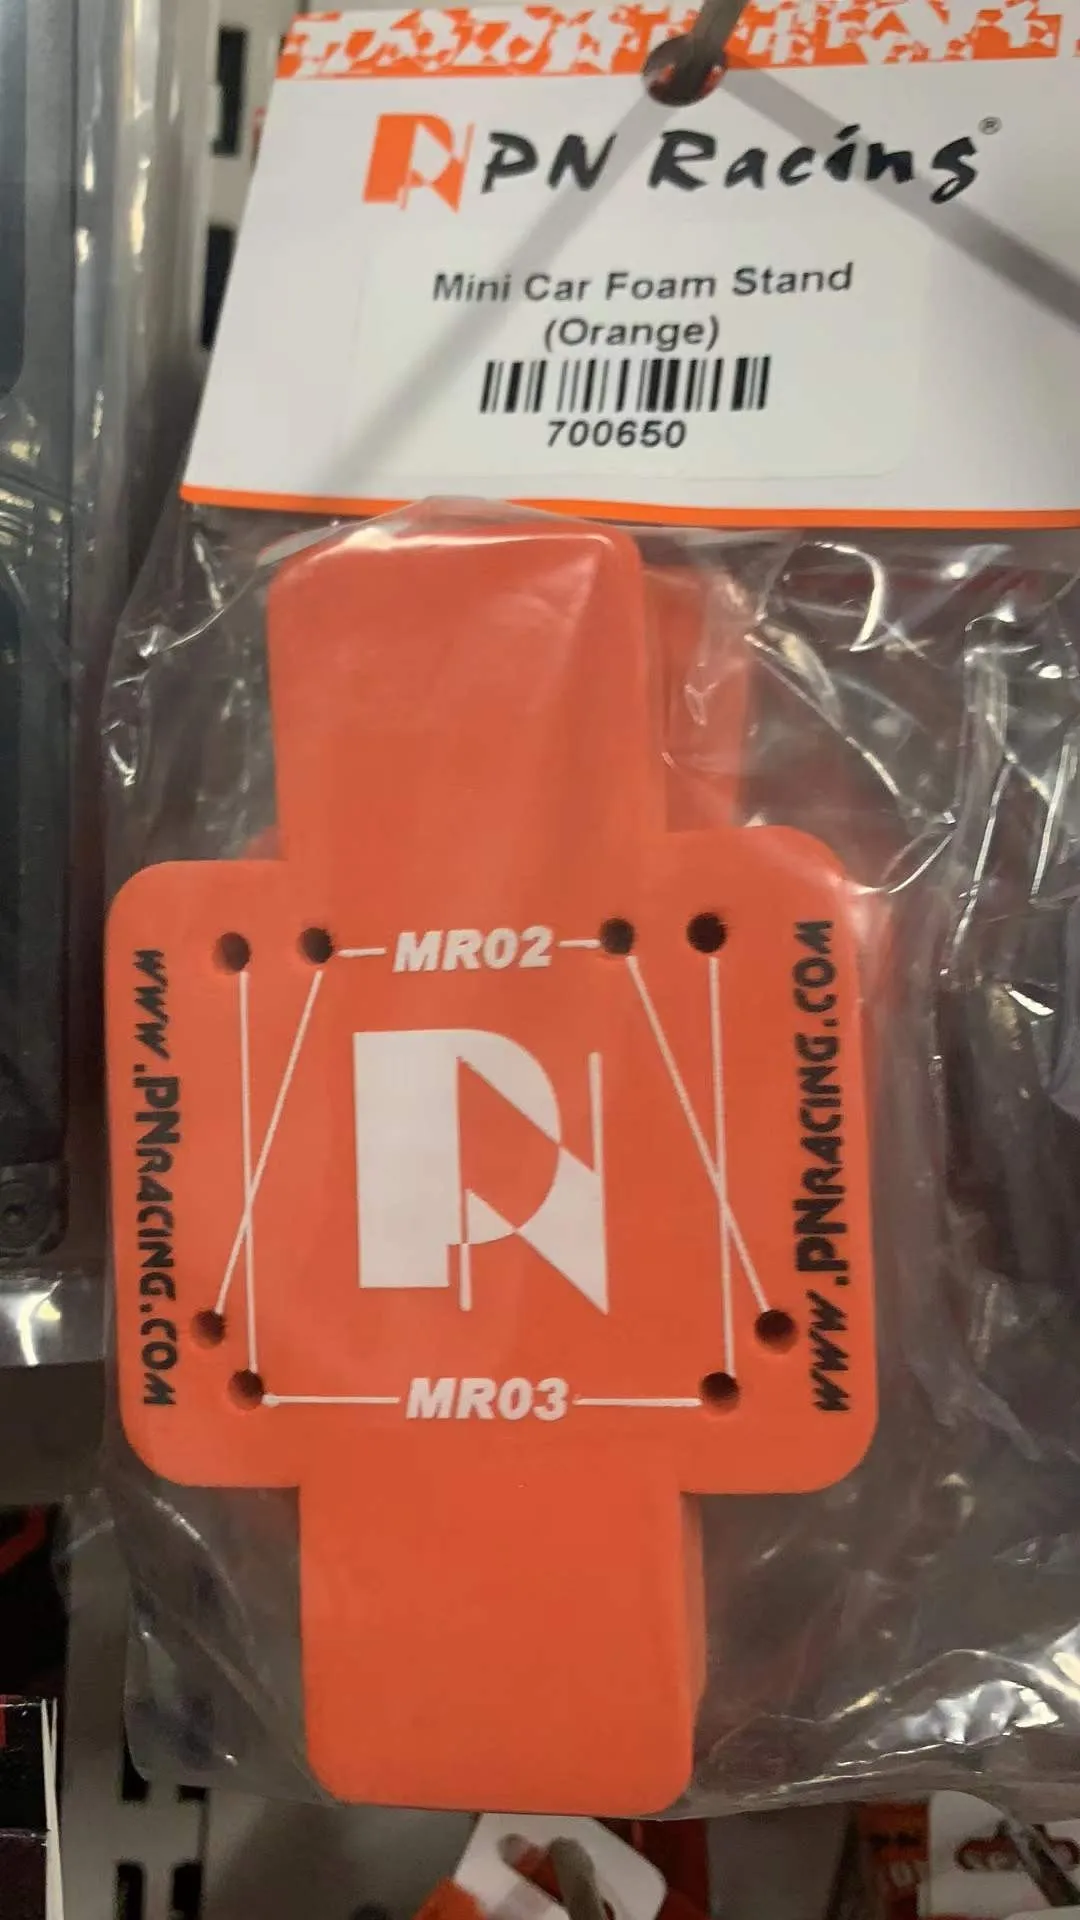 PN Racing®
Mini Car Foam Stand
(Orange)
700650
MR02
www.PNRACING.COM
www.PNRACING.COM
MR03